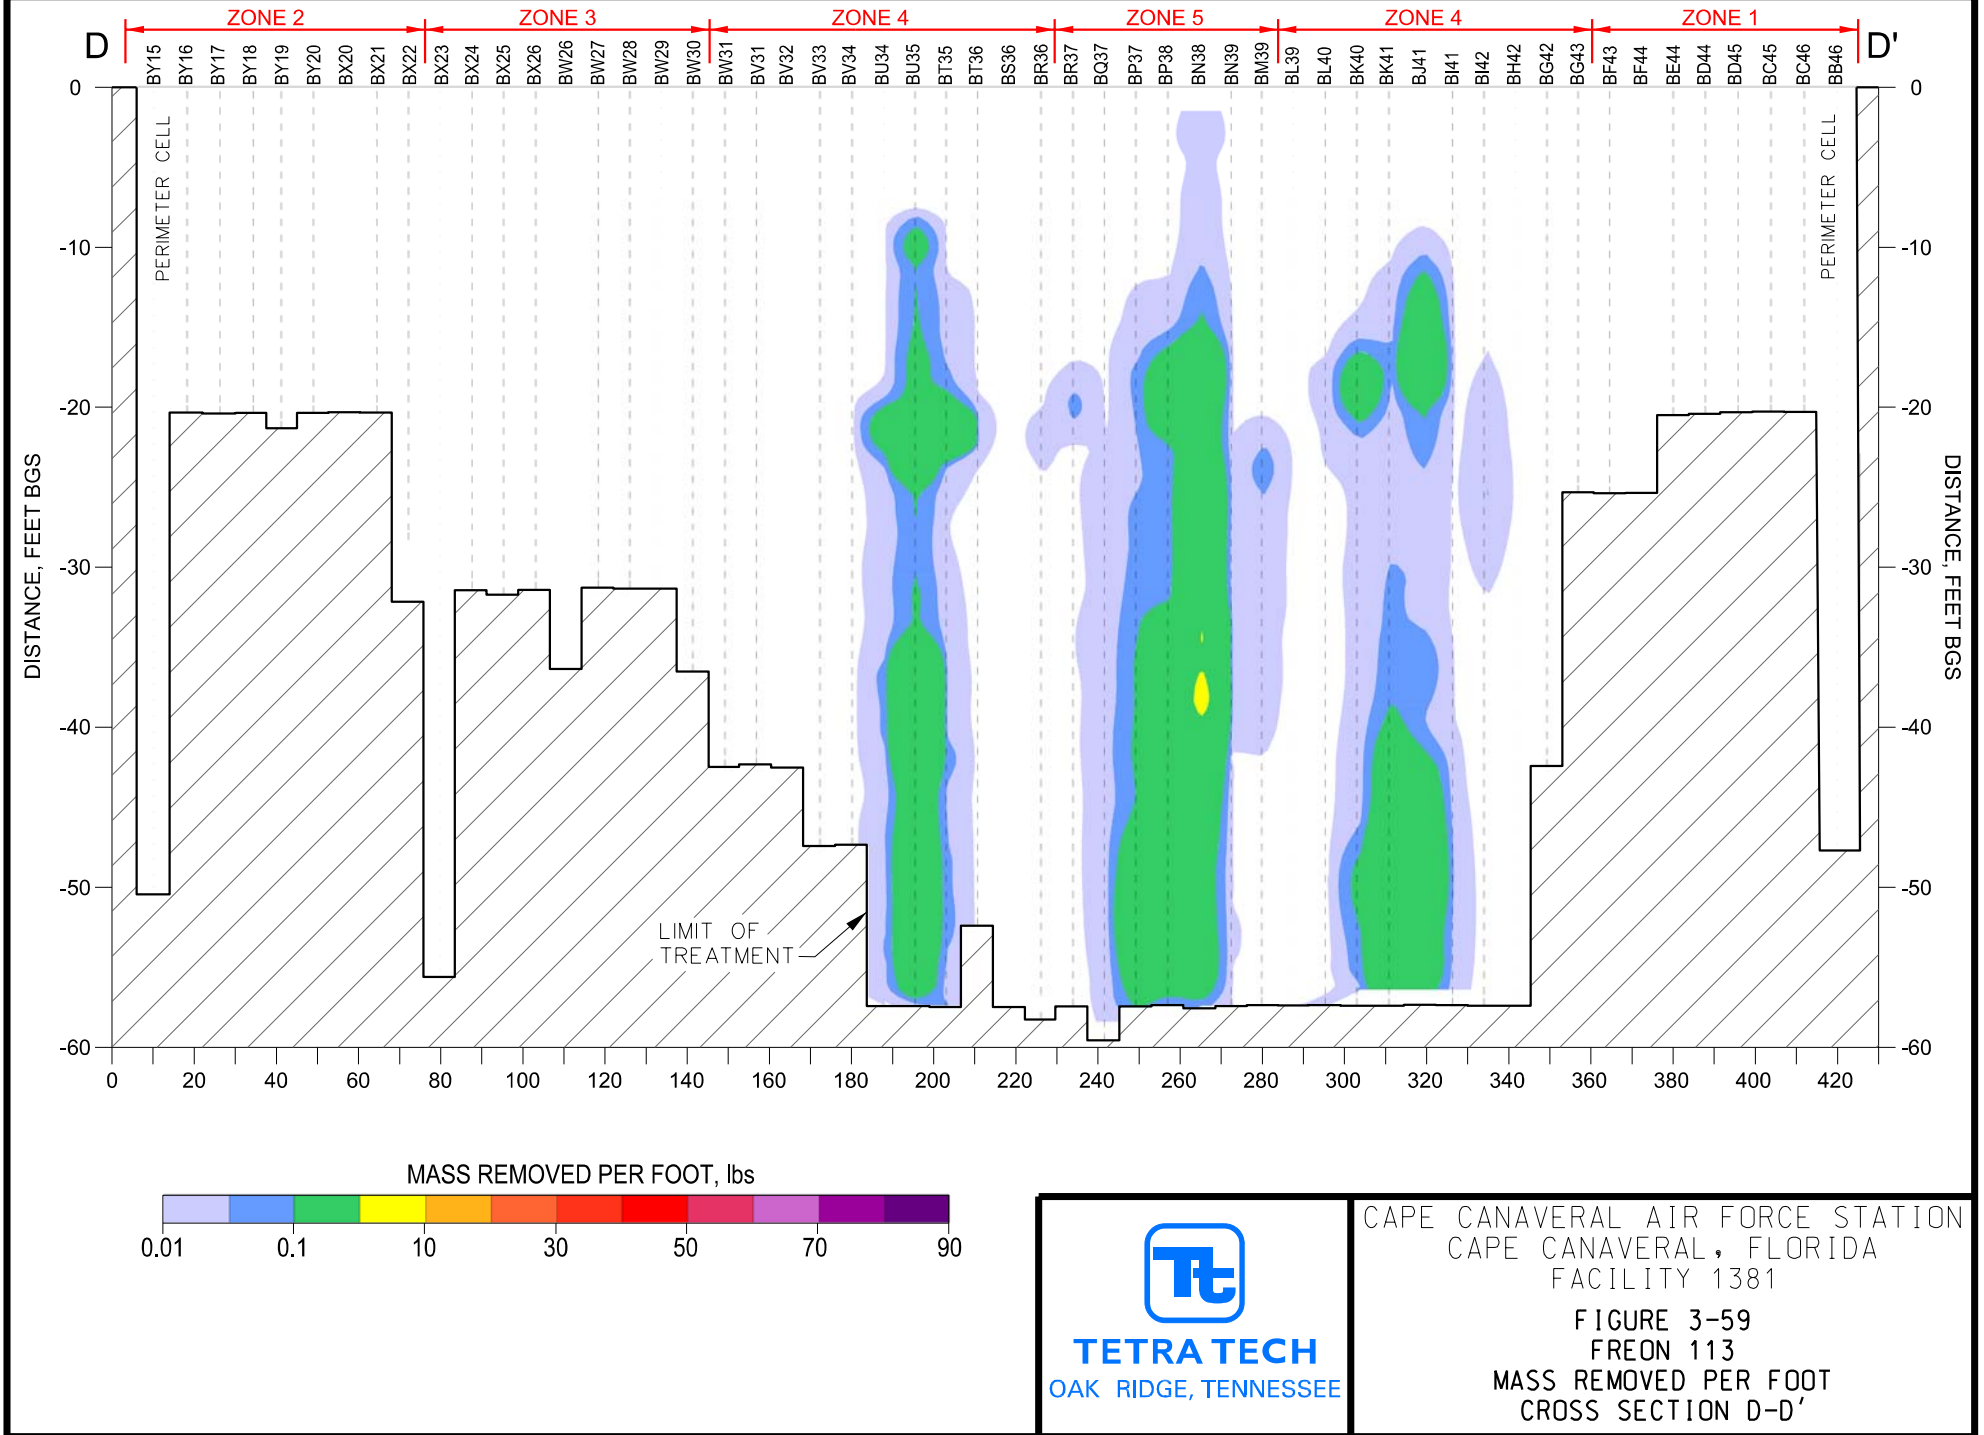 ZONE 2 ZONE 3 ZONE 4 ZONE 5 ZONE 4 ZONE 1
D D'
BY15 BY16 BY17 BY18 BY19 BY20 BX20 BX21 BX22 BX23 BX24 BX25 BX26 BW26 BW27 BW28 BW29 BW30 BW31 BV31 BV32 BV33 BV34 BU34 BU35 BT35 BT36 BS36 BR36 BR37 BQ37 BP37 BP38 BN38 BN39 BM39 BL39 BL40 BK40 BK41 BJ41 BI41 BI42 BH42 BG42 BG43 BF43 BF44 BE44 BD44 BD45 BC45 BC46 BB46
0 0
PERIMETER CELL
PERIMETER CELL
-10 -10
-20 -20
DISTANCE, FEET BGS
DISTANCE, FEET BGS
-30 -30
-40 -40
-50 -50
LIMIT OF
TREATMENT
-60 -60
0 20 40 60 80 100 120 140 160 180 200 220 240 260 280 300 320 340 360 380 400 420
MASS REMOVED PER FOOT, lbs
0.01 0.1 10 30 50 70 90
Tt
TETRA TECH
OAK RIDGE, TENNESSEE
CAPE CANAVERAL AIR FORCE STATION
CAPE CANAVERAL, FLORIDA
FACILITY 1381
FIGURE 3-59
FREON 113
MASS REMOVED PER FOOT
CROSS SECTION D-D'